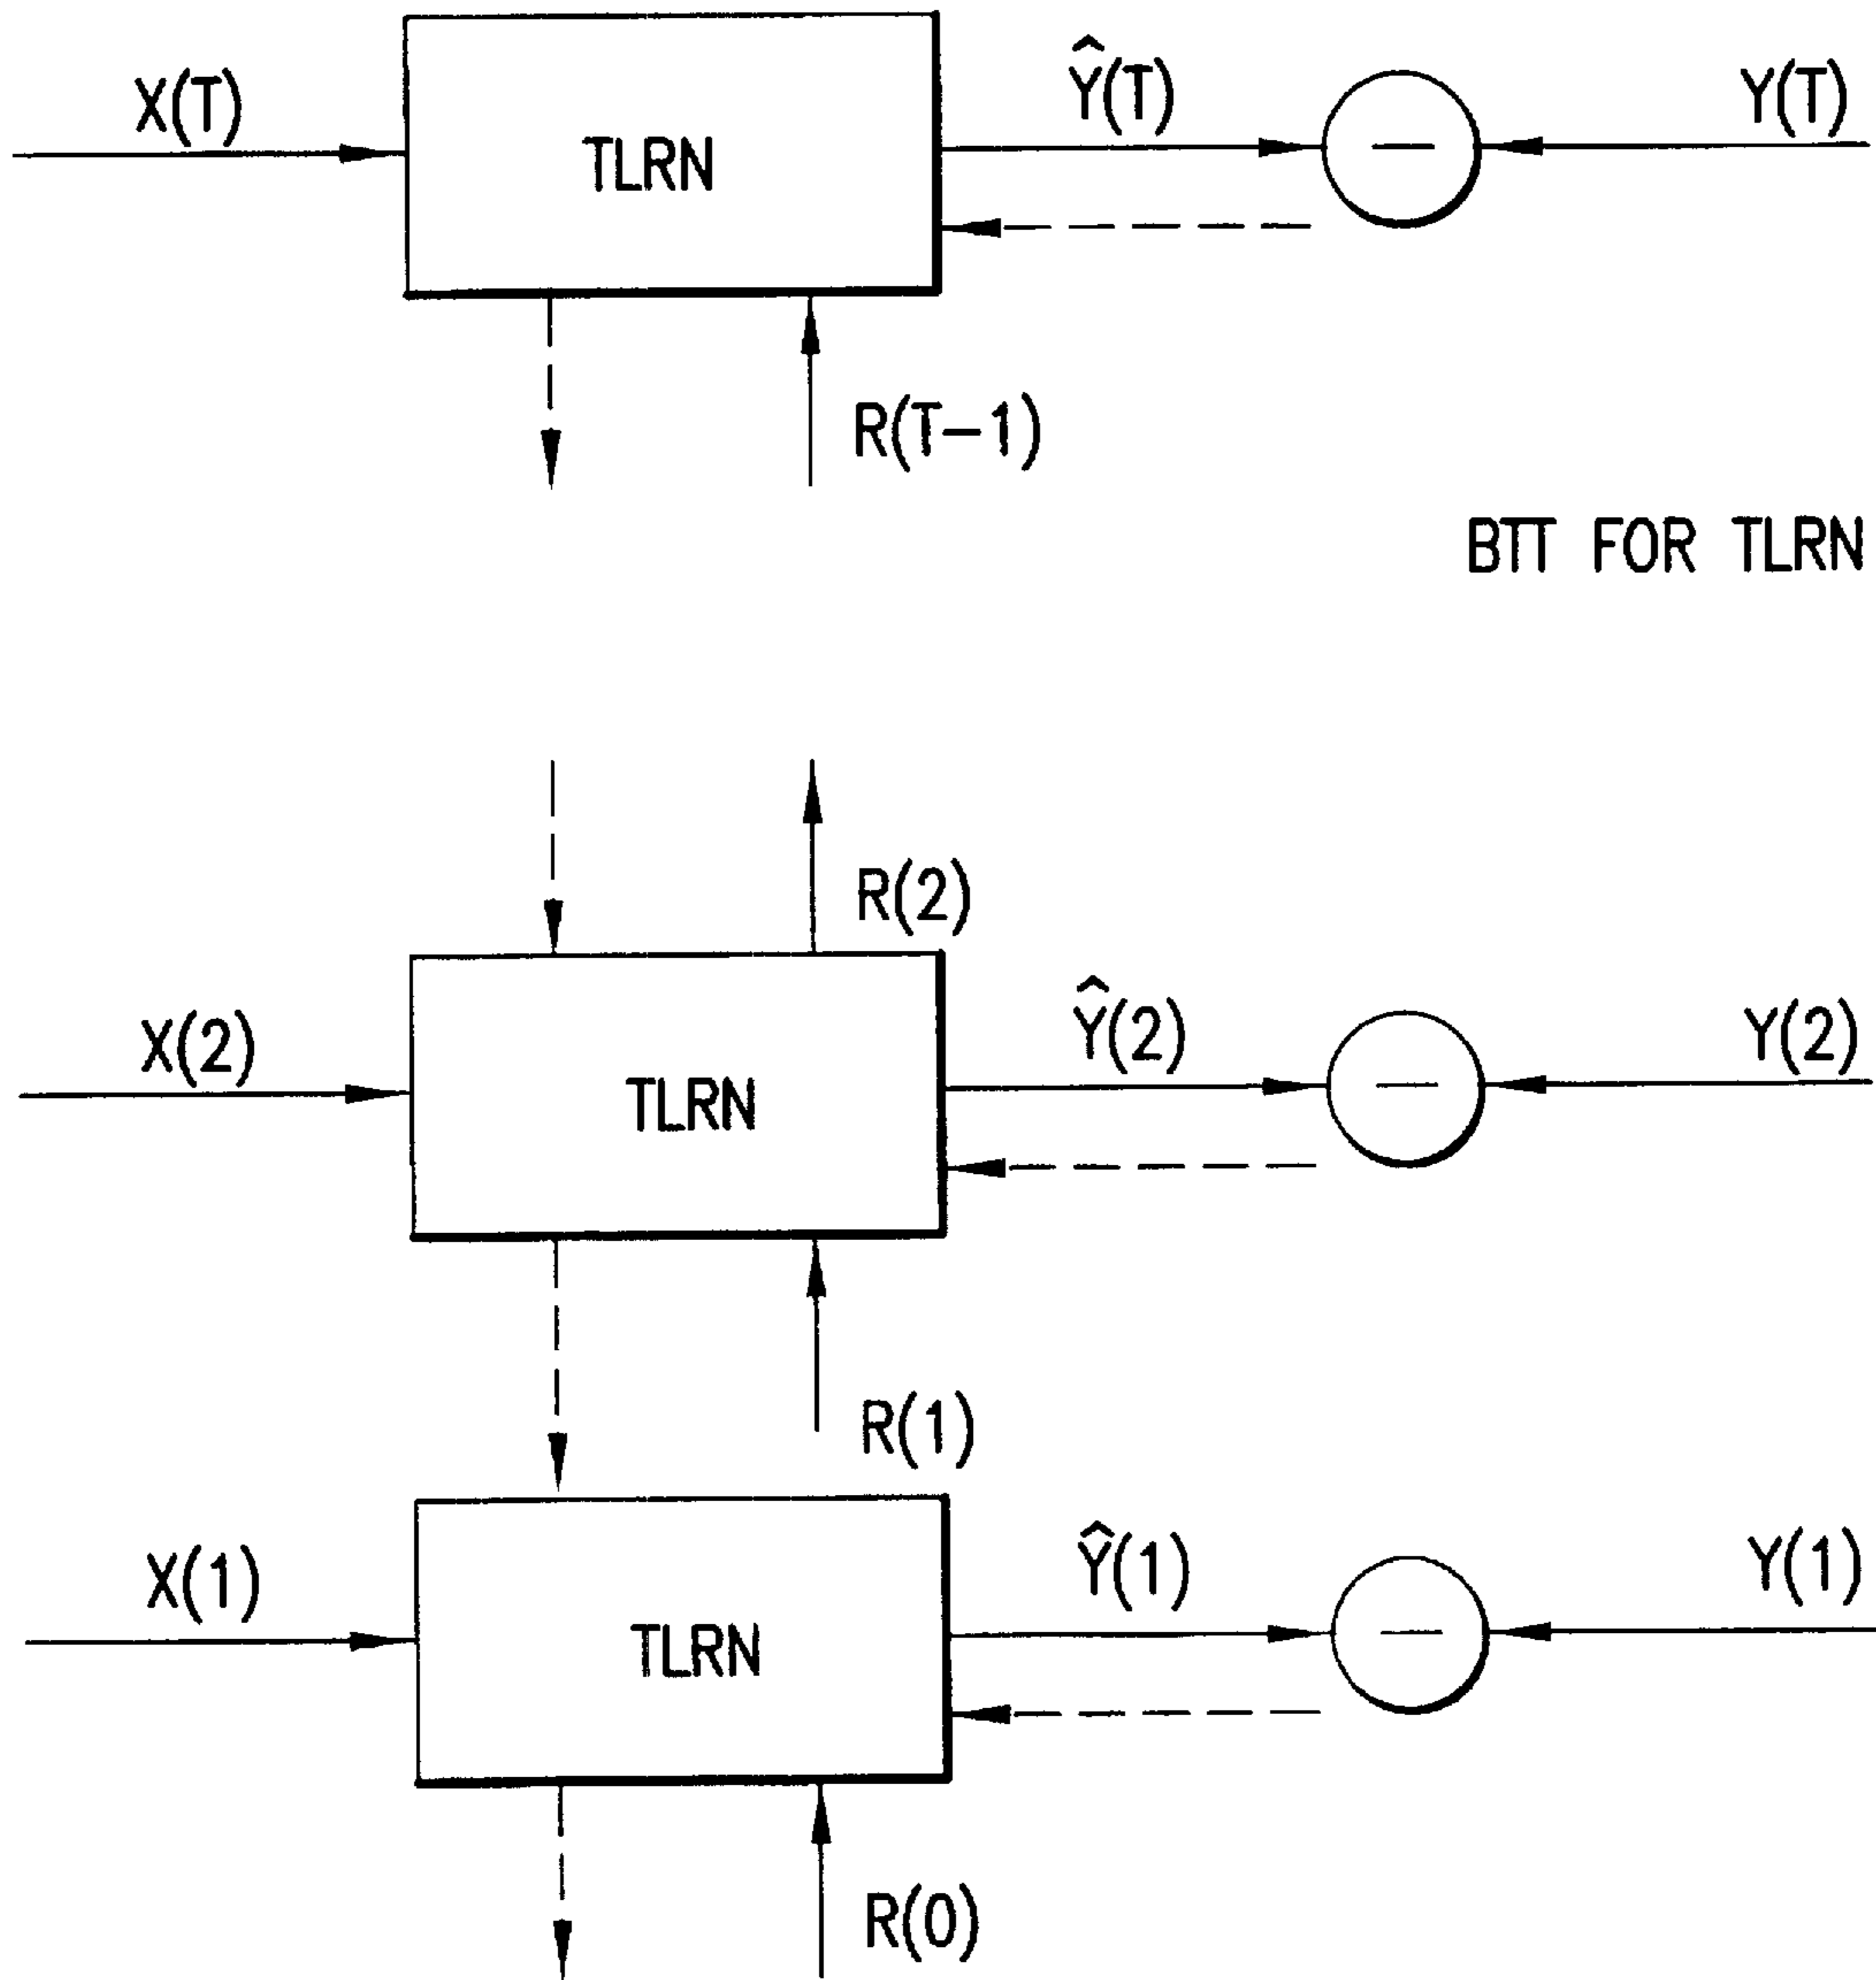 X(T)
TLRN
Ŷ(T)
−
Y(T)
R(T−1)
BTT FOR TLRN
R(2)
X(2)
TLRN
Ŷ(2)
−
Y(2)
R(1)
X(1)
TLRN
Ŷ(1)
−
Y(1)
R(0)